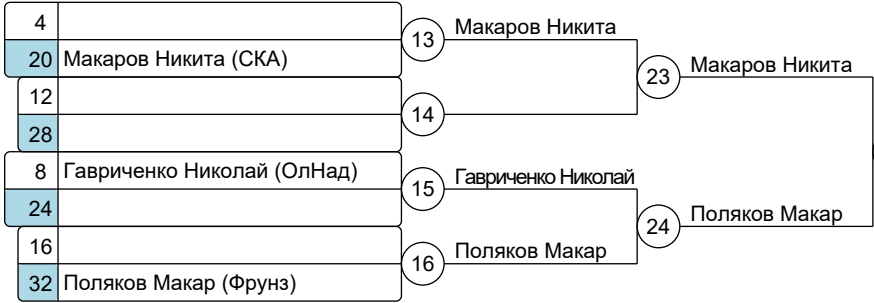 4
13 Макаров Никита
20 Макаров Никита (СКА)
23 Макаров Никита
12
14
28
8 Гавриченко Николай (ОлНад)
15 Гавриченко Николай
24
24 Поляков Макар
16
16 Поляков Макар
32 Поляков Макар (Фрунз)